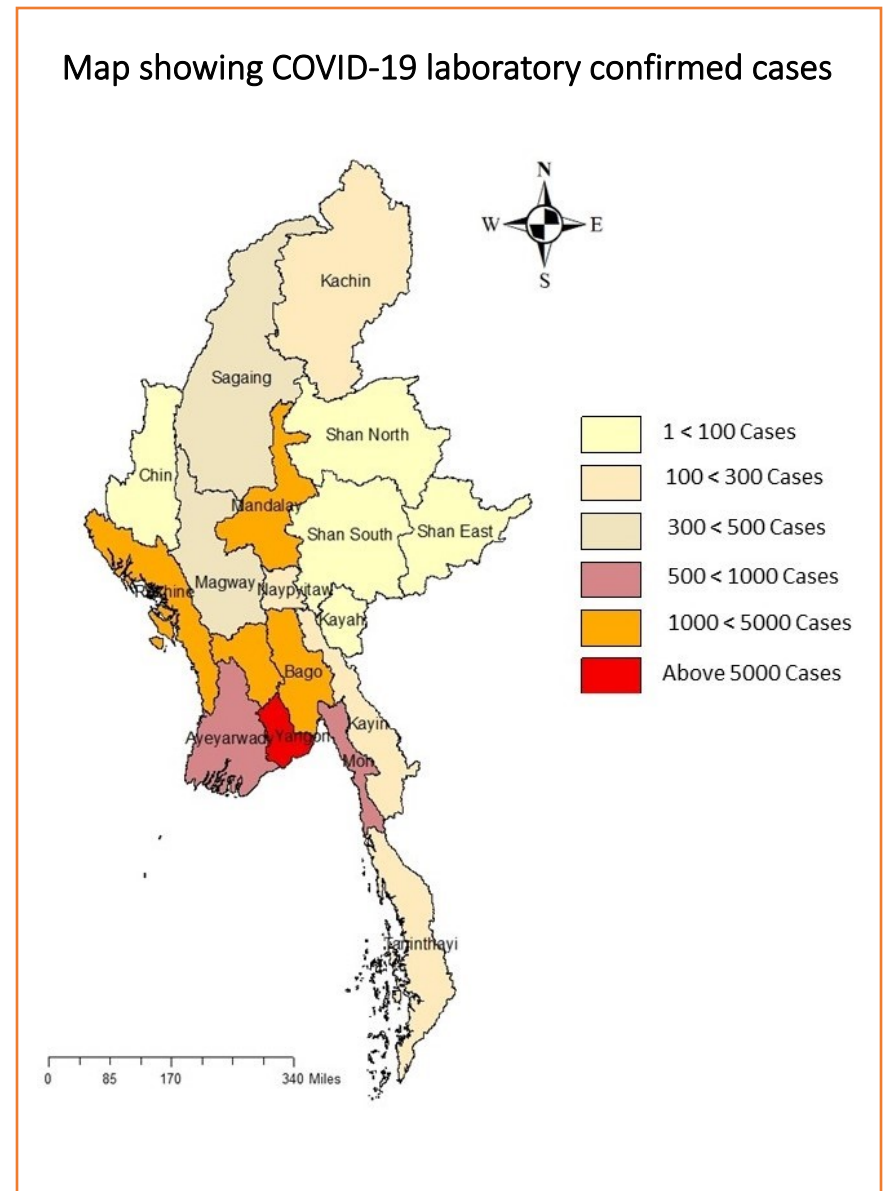 Map showing COVID-19 laboratory confirmed cases
N
W
E
S
Kachin
Sagaing
Shan North
Chin
Mandalay
Shan South
Shan East
Rakhine
Magway
Naypyitaw
Kayah
Bago
Ayeyarwady
Yangon
Kayin
Mon
Taninthayi
1 < 100 Cases
100 < 300 Cases
300 < 500 Cases
500 < 1000 Cases
1000 < 5000 Cases
Above 5000 Cases
0 85 170 340 Miles